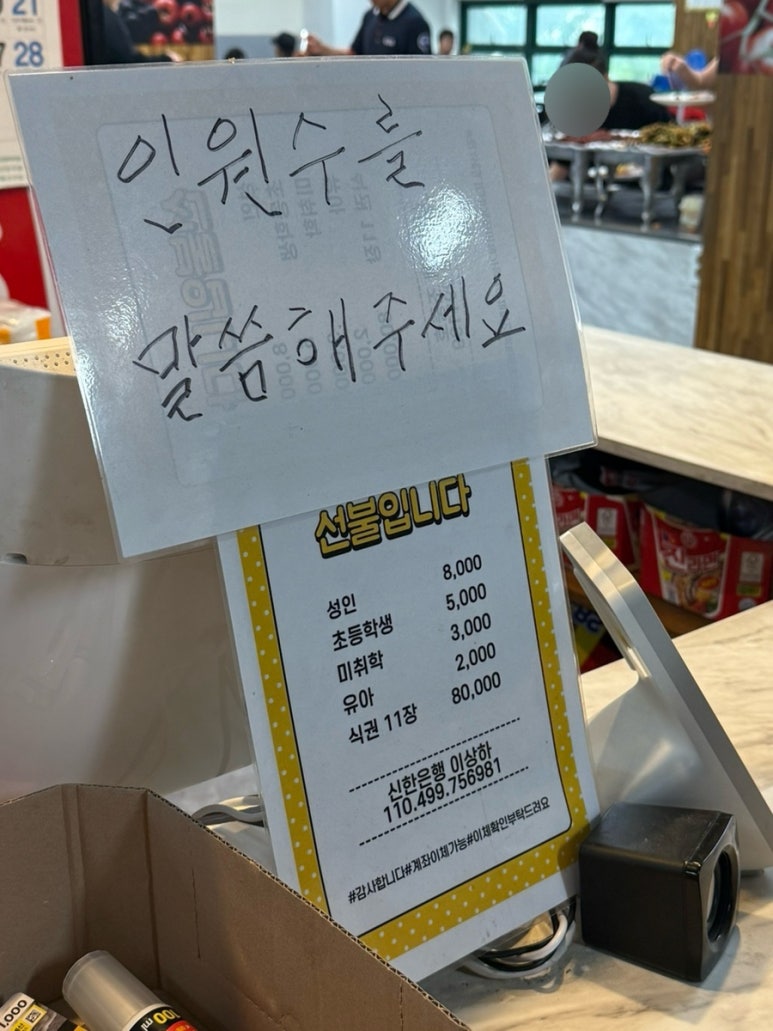 21
28
인원수를
말씀해주세요
선불입니다
성인 8,000
초등학생 5,000
미취학 3,000
유아 2,000
식권 11장 80,000
신한은행 이상하
110.499.756981
#감사합니다#계좌이체가능#이체확인부탁드려요